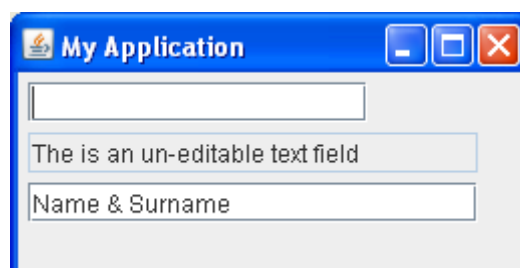 My Application
The is an un-editable text field
Name & Surname